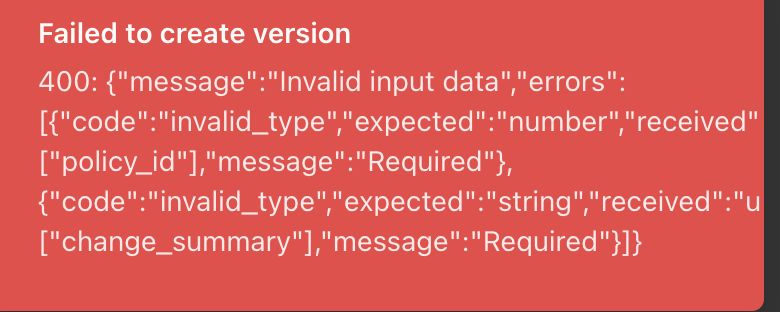 Failed to create version
400: {"message":"Invalid input data","errors":
[{"code":"invalid_type","expected":"number","received"
["policy_id"],"message":"Required"},
{"code":"invalid_type","expected":"string","received":"u
["change_summary"],"message":"Required"}]}